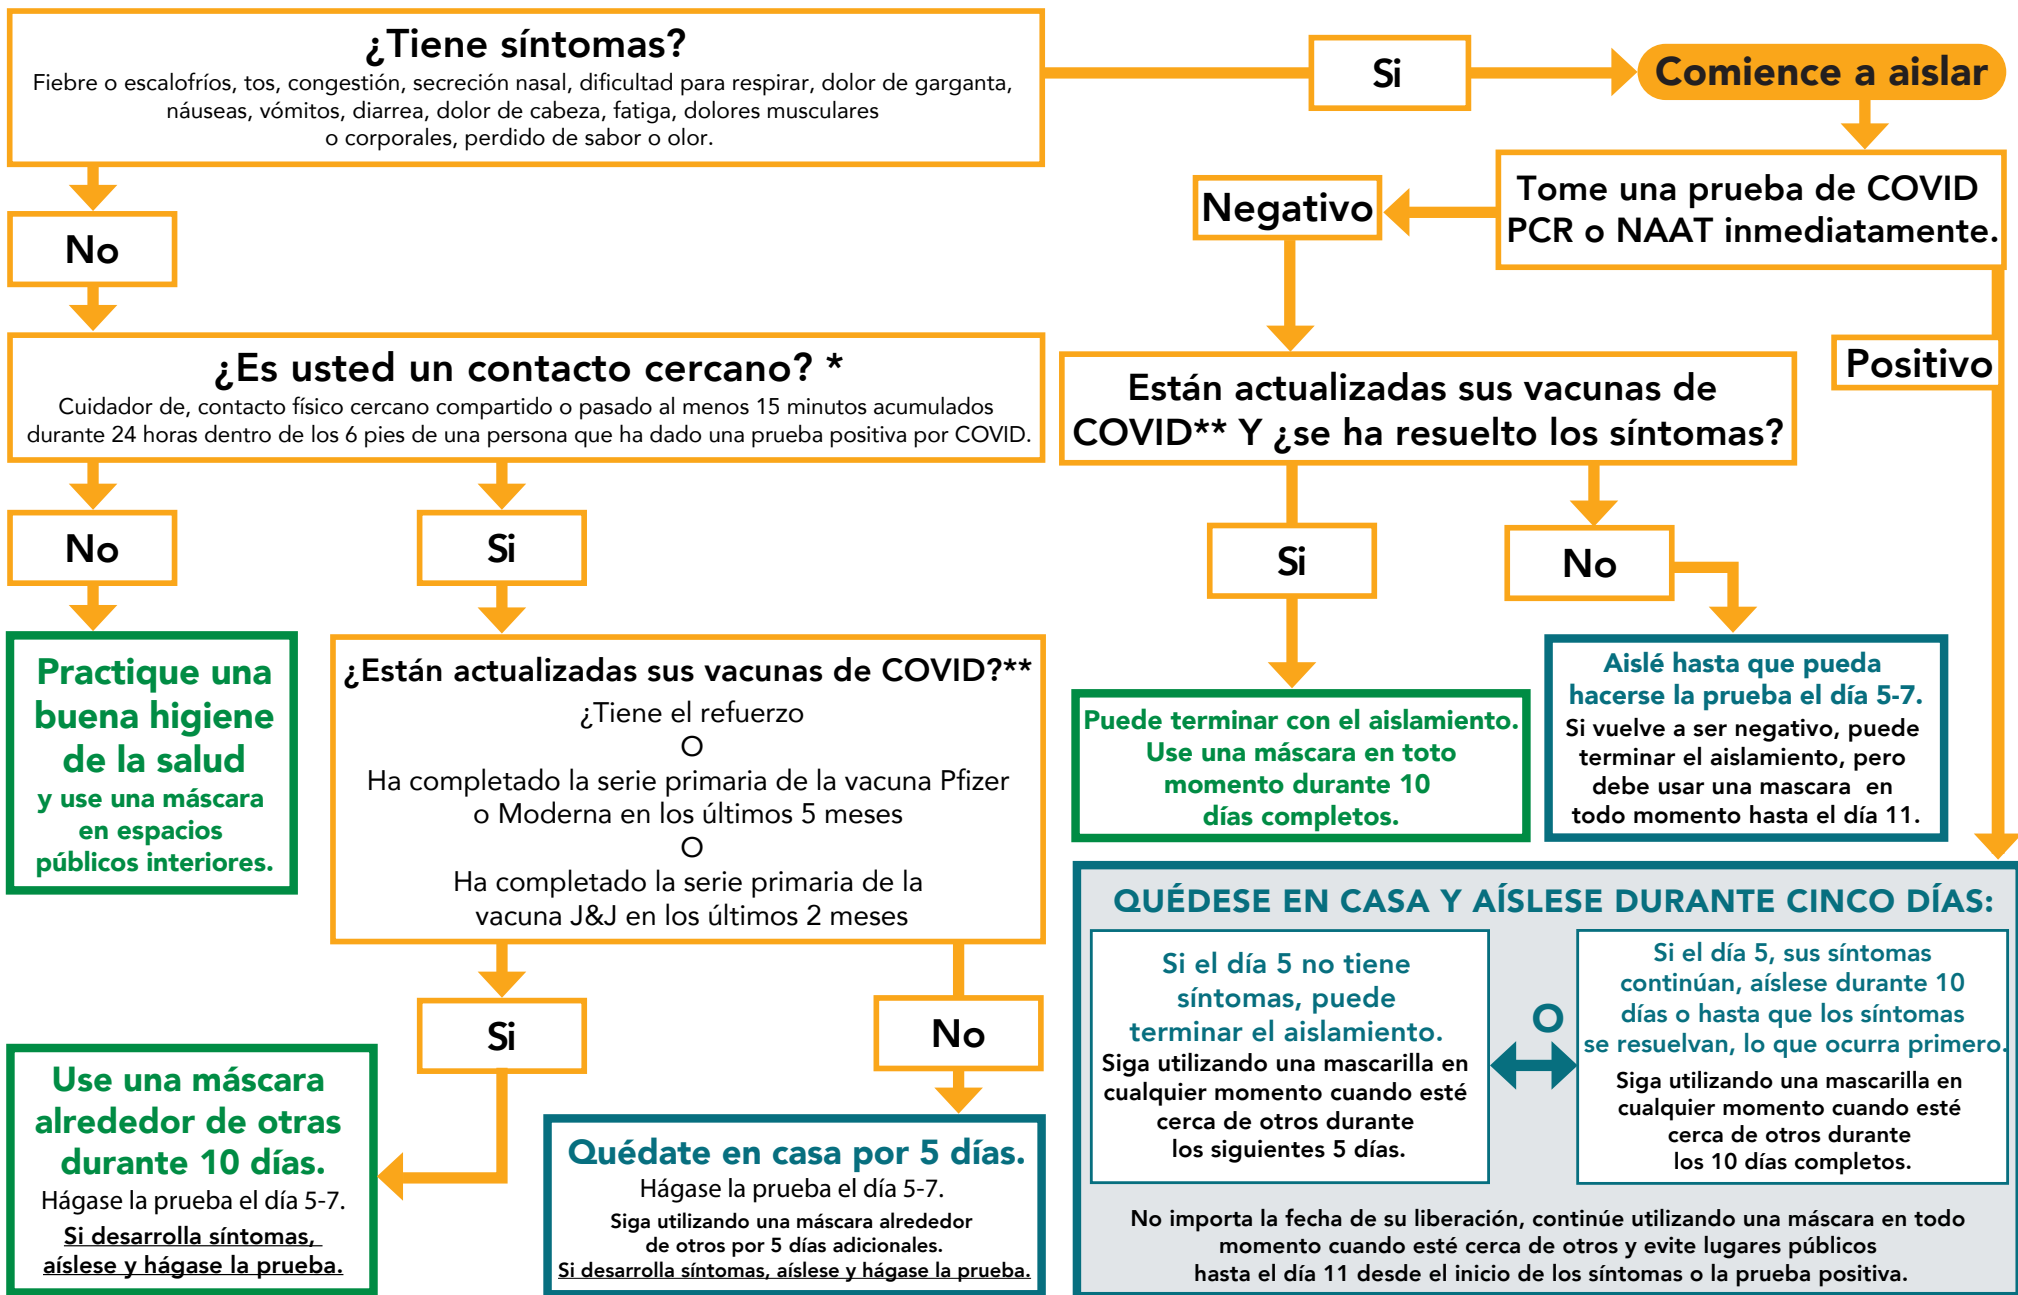 ¿Tiene síntomas?
Fiebre o escalofríos, tos, congestión, secreción nasal, dificultad para respirar, dolor de garganta,
náuseas, vómitos, diarrea, dolor de cabeza, fatiga, dolores musculares
o corporales, perdido de sabor o olor.
Si
Comience a aislar
Tome una prueba de COVID
PCR o NAAT inmediatamente.
Negativo
Positivo
No
¿Es usted un contacto cercano? *
Cuidador de, contacto físico cercano compartido o pasado al menos 15 minutos acumulados
durante 24 horas dentro de los 6 pies de una persona que ha dado una prueba positiva por COVID.
Están actualizadas sus vacunas de
COVID** Y ¿se ha resuelto los síntomas?
No
Si
Si
No
Practique una
buena higiene
de la salud
y use una máscara
en espacios
públicos interiores.
¿Están actualizadas sus vacunas de COVID?**
¿Tiene el refuerzo
O
Ha completado la serie primaria de la vacuna Pfizer
o Moderna en los últimos 5 meses
O
Ha completado la serie primaria de la
vacuna J&J en los últimos 2 meses
Puede terminar con el aislamiento.
Use una máscara en toto
momento durante 10
días completos.
Aislé hasta que pueda
hacerse la prueba el día 5-7.
Si vuelve a ser negativo, puede
terminar el aislamiento, pero
debe usar una mascara en
todo momento hasta el día 11.
Si
No
Use una máscara
alrededor de otras
durante 10 días.
Hágase la prueba el día 5-7.
Si desarrolla síntomas,
aíslese y hágase la prueba.
Quédate en casa por 5 días.
Hágase la prueba el día 5-7.
Siga utilizando una máscara alrededor
de otros por 5 días adicionales.
Si desarrolla síntomas, aíslese y hágase la prueba.
QUÉDESE EN CASA Y AÍSLESE DURANTE CINCO DÍAS:
Si el día 5 no tiene
síntomas, puede
terminar el aislamiento.
Siga utilizando una mascarilla en
cualquier momento cuando esté
cerca de otros durante
los siguientes 5 días.
O
Si el día 5, sus síntomas
continúan, aíslese durante 10
días o hasta que los síntomas
se resuelvan, lo que ocurra primero.
Siga utilizando una mascarilla en
cualquier momento cuando esté
cerca de otros durante
los 10 días completos.
No importa la fecha de su liberación, continúe utilizando una máscara en todo
momento cuando esté cerca de otros y evite lugares públicos
hasta el día 11 desde el inicio de los síntomas o la prueba positiva.